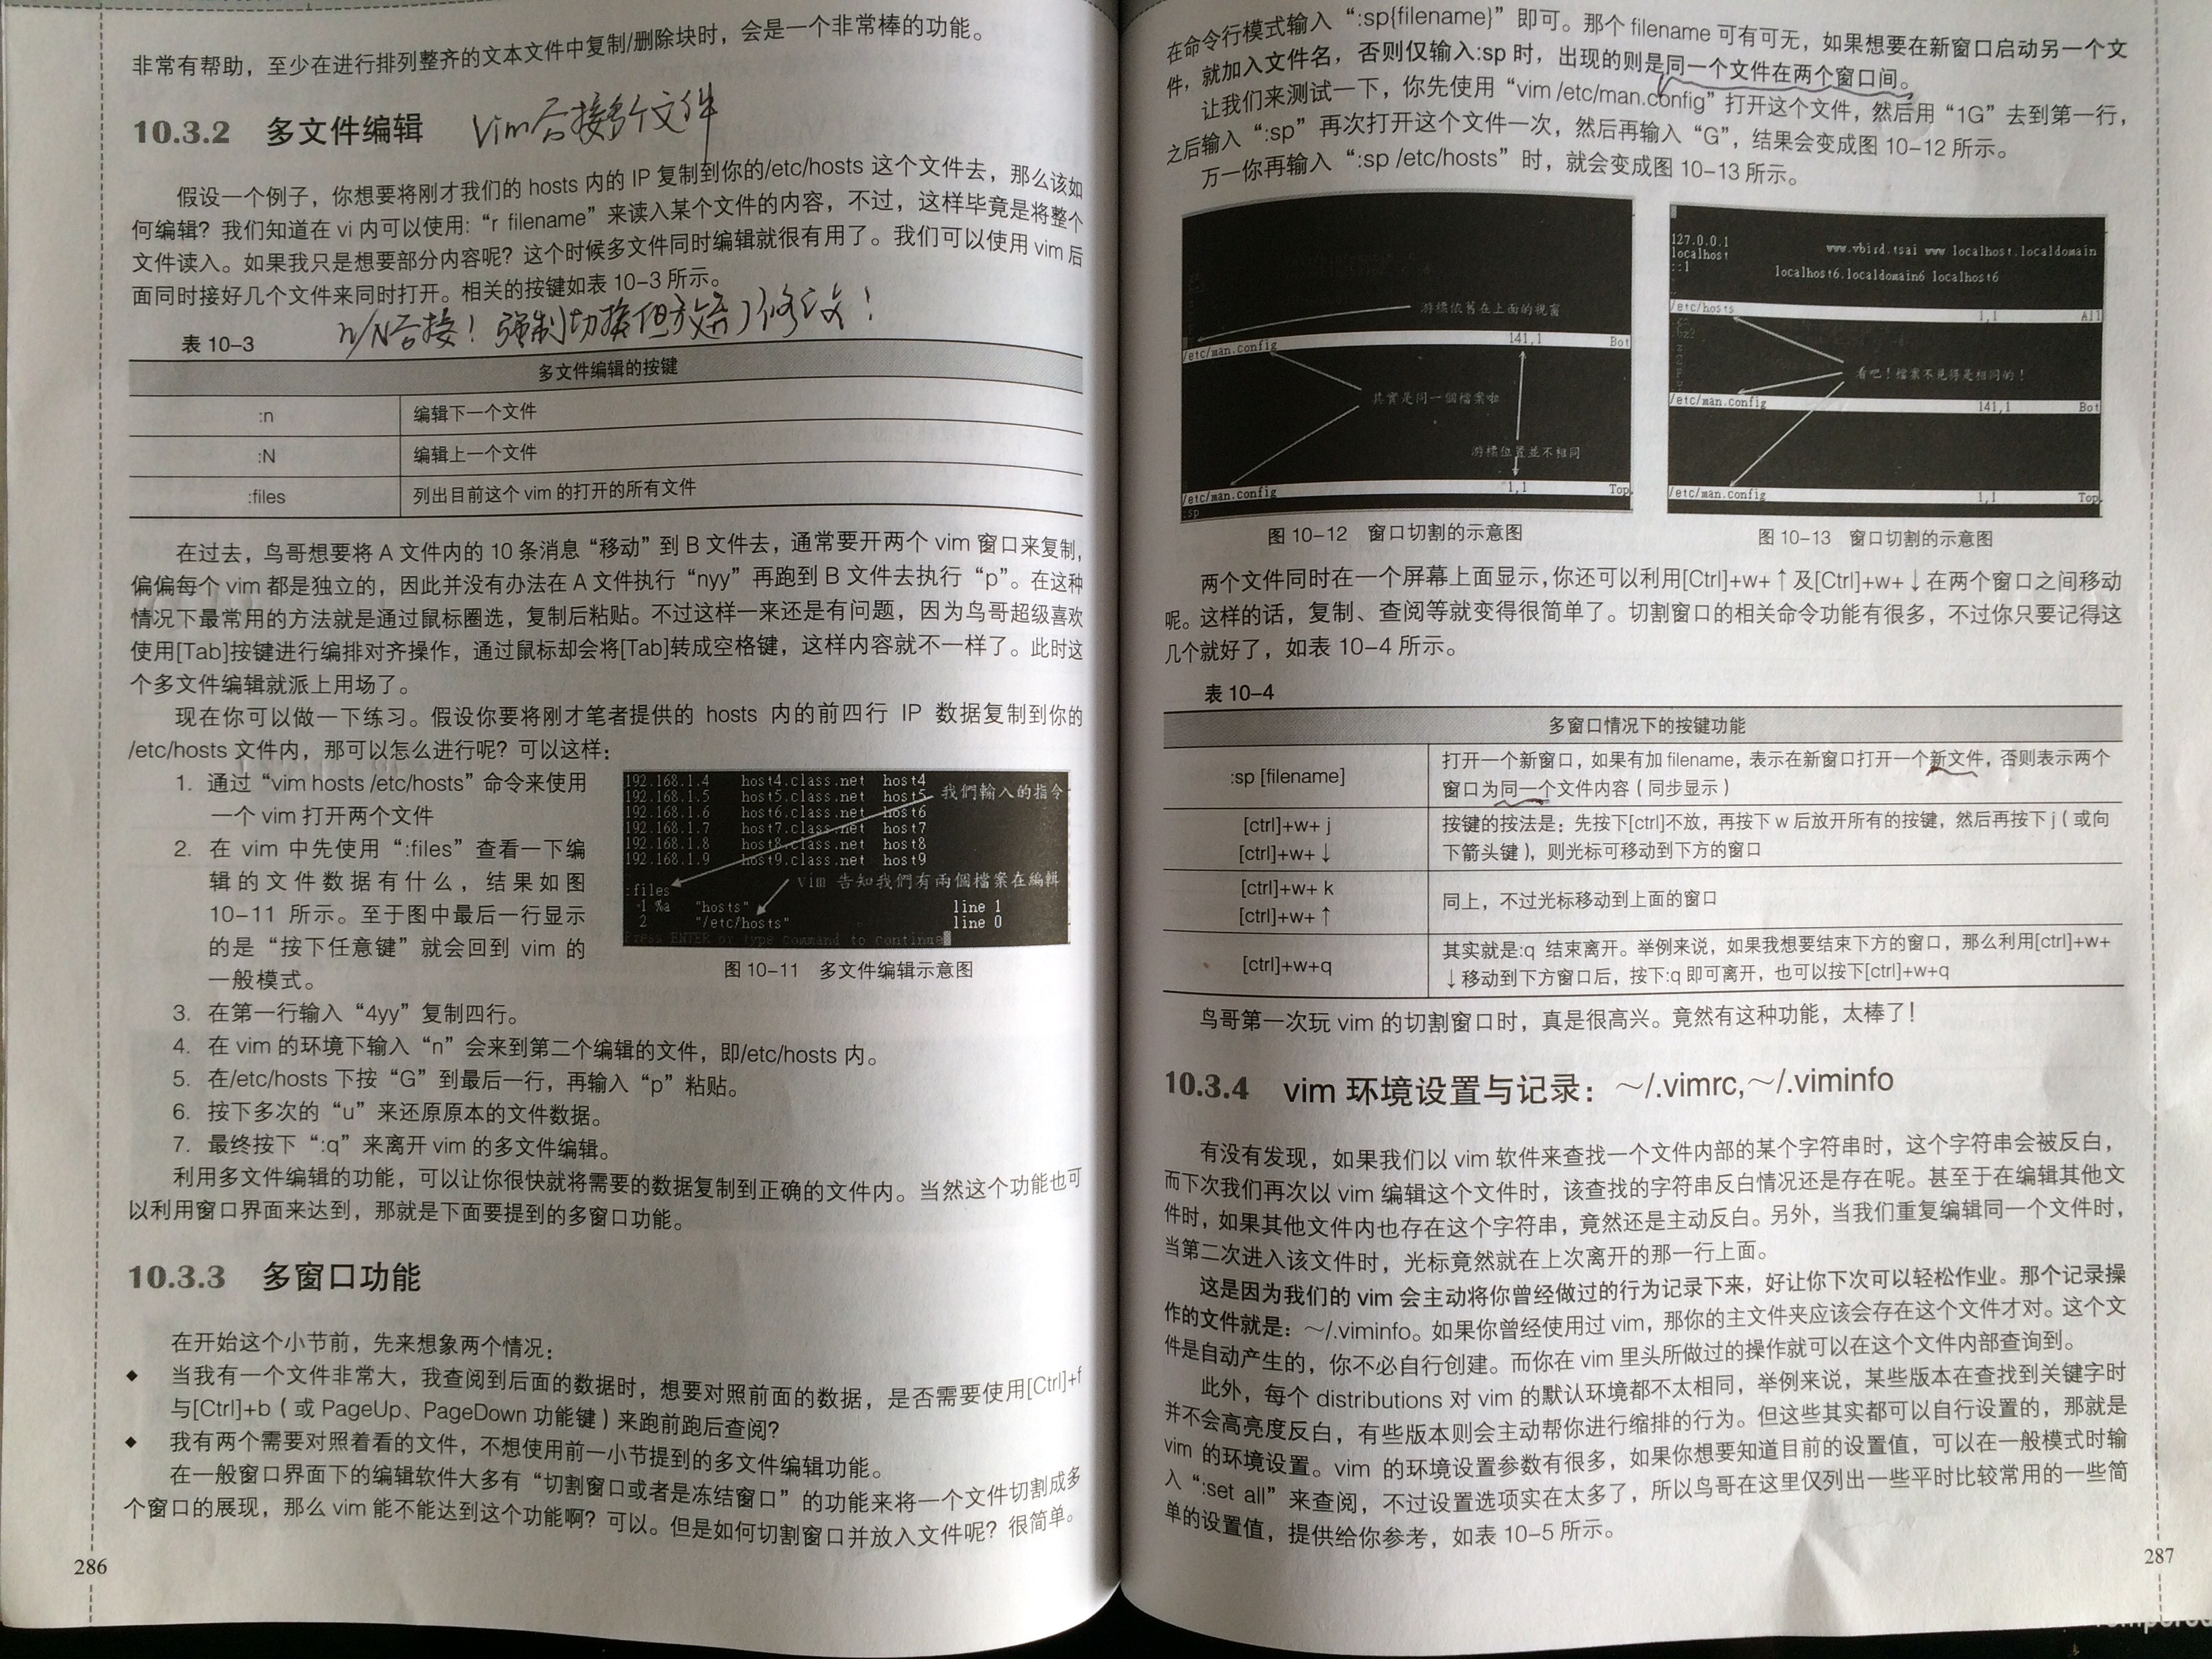 非常有帮助，至少在进行排列整齐的文本文件中复制/删除块时，会是一个非常棒的功能。
10.3.2 多文件编辑
Vim后接多个文件
假设一个例子，你想要将刚才我们的 hosts 内的 IP 复制到你的/etc/hosts 这个文件去，那么该如
何编辑？我们知道在 vi 内可以使用：“r filename”来读入某个文件的内容，不过，这样毕竟是将整个
文件读入。如果我只是想要部分内容呢？这个时候多文件同时编辑就很有用了。我们可以使用 vim 后
面同时接好几个文件来同时打开。相关的按键如表 10-3 所示。
n/N后接！强制切换但放弃了修改！
表 10-3
多文件编辑的按键
:n 编辑下一个文件
:N 编辑上一个文件
:files 列出目前这个 vim 的打开的所有文件
在过去，鸟哥想要将 A 文件内的 10 条消息“移动”到 B 文件去，通常要开两个 vim 窗口来复制，
偏偏每个 vim 都是独立的，因此并没有办法在 A 文件执行“nyy”再跑到 B 文件去执行“p”。在这种
情况下最常用的方法就是通过鼠标圈选，复制后粘贴。不过这样一来还是有问题，因为鸟哥超级喜欢
使用[Tab]按键进行编排对齐操作，通过鼠标却会将[Tab]转成空格键，这样内容就不一样了。此时这
个多文件编辑就派上用场了。
现在你可以做一下练习。假设你要将刚才笔者提供的 hosts 内的前四行 IP 数据复制到你的
/etc/hosts 文件内，那可以怎么进行呢？可以这样：
1. 通过“vim hosts /etc/hosts”命令来使用
一个 vim 打开两个文件
2. 在 vim 中先使用“:files”查看一下编
辑的文件数据有什么，结果如图
10-11 所示。至于图中最后一行显示
的是“按下任意键”就会回到 vim 的
一般模式。
192.168.1.4 host4.class.net host4
192.168.1.5 host5.class.net host5
我們輸入的指令
192.168.1.6 host6.class.net host6
192.168.1.7 host7.class.net host7
192.168.1.8 host8.class.net host8
192.168.1.9 host9.class.net host9
vim 告知我們有兩個檔案在編輯
:files
1 %a "hosts" line 1
2 "/etc/hosts" line 0
Press ENTER or type command to continue
图 10-11 多文件编辑示意图
3. 在第一行输入“4yy”复制四行。
4. 在 vim 的环境下输入“n”会来到第二个编辑的文件，即/etc/hosts 内。
5. 在/etc/hosts 下按“G”到最后一行，再输入“p”粘贴。
6. 按下多次的“u”来还原原本的文件数据。
7. 最终按下“:q”来离开 vim 的多文件编辑。
利用多文件编辑的功能，可以让你很快就将需要的数据复制到正确的文件内。当然这个功能也可
以利用窗口界面来达到，那就是下面要提到的多窗口功能。
10.3.3 多窗口功能
在开始这个小节前，先来想象两个情况：
◆ 当我有一个文件非常大，我查阅到后面的数据时，想要对照前面的数据，是否需要使用[Ctrl]+f
与[Ctrl]+b（或 PageUp、PageDown 功能键）来跑前跑后查阅？
◆ 我有两个需要对照着看的文件，不想使用前一小节提到的多文件编辑功能。
在一般窗口界面下的编辑软件大多有“切割窗口或者是冻结窗口”的功能来将一个文件切割成多
个窗口的展现，那么 vim 能不能达到这个功能啊？可以。但是如何切割窗口并放入文件呢？很简单。
286
在命令行模式输入“:sp{filename}”即可。那个 filename 可有可无，如果想要在新窗口启动另一个文
件，就加入文件名，否则仅输入:sp 时，出现的则是同一个文件在两个窗口间。
让我们来测试一下，你先使用“vim /etc/man.config”打开这个文件，然后用“1G”去到第一行，
之后输入“:sp”再次打开这个文件一次，然后再输入“G”，结果会变成图 10-12 所示。
万一你再输入“:sp /etc/hosts”时，就会变成图 10-13 所示。
游標依舊在上面的視窗
/etc/man.config 141,1 Bot
其實是同一個檔案啦
游標位置並不相同
/etc/man.config 1,1 Top
:sp
图 10-12 窗口切割的示意图
127.0.0.1 www.vbird.tsai www localhost.localdomain
localhost
::1 localhost6.localdomain6 localhost6
/etc/hosts 1,1 All
看吧！檔案不見得是相同的！
/etc/man.config 141,1 Bot
/etc/man.config 1,1 Top
图 10-13 窗口切割的示意图
两个文件同时在一个屏幕上面显示，你还可以利用[Ctrl]+w+↑及[Ctrl]+w+↓在两个窗口之间移动
呢。这样的话，复制、查阅等就变得很简单了。切割窗口的相关命令功能有很多，不过你只要记得这
几个就好了，如表 10-4 所示。
表 10-4
多窗口情况下的按键功能
:sp [filename] 打开一个新窗口，如果有加 filename，表示在新窗口打开一个新文件，否则表示两个
窗口为同一个文件内容（同步显示）
[ctrl]+w+ j 按键的按法是：先按下[ctrl]不放，再按下 w 后放开所有的按键，然后再按下 j（或向
[ctrl]+w+↓ 下箭头键），则光标可移动到下方的窗口
[ctrl]+w+ k
[ctrl]+w+↑ 同上，不过光标移动到上面的窗口
[ctrl]+w+q 其实就是:q 结束离开。举例来说，如果我想要结束下方的窗口，那么利用[ctrl]+w+
↓移动到下方窗口后，按下:q 即可离开，也可以按下[ctrl]+w+q
鸟哥第一次玩 vim 的切割窗口时，真是很高兴。竟然有这种功能，太棒了！
10.3.4 vim 环境设置与记录：～/.vimrc,～/.viminfo
有没有发现，如果我们以 vim 软件来查找一个文件内部的某个字符串时，这个字符串会被反白，
而下次我们再次以 vim 编辑这个文件时，该查找的字符串反白情况还是存在呢。甚至于在编辑其他文
件时，如果其他文件内也存在这个字符串，竟然还是主动反白。另外，当我们重复编辑同一个文件时，
当第二次进入该文件时，光标竟然就在上次离开的那一行上面。
这是因为我们的 vim 会主动将你曾经做过的行为记录下来，好让你下次可以轻松作业。那个记录操
作的文件就是：～/.viminfo。如果你曾经使用过 vim，那你的主文件夹应该会存在这个文件才对。这个文
件是自动产生的，你不必自行创建。而你在 vim 里头所做过的操作就可以在这个文件内部查询到。
此外，每个 distributions 对 vim 的默认环境都不太相同，举例来说，某些版本在查找到关键字时
并不会高亮度反白，有些版本则会主动帮你进行缩排的行为。但这些其实都可以自行设置的，那就是
vim 的环境设置。vim 的环境设置参数有很多，如果你想要知道目前的设置值，可以在一般模式时输
入“:set all”来查阅，不过设置选项实在太多了，所以鸟哥在这里仅列出一些平时比较常用的一些简
单的设置值，提供给你参考，如表 10-5 所示。
287